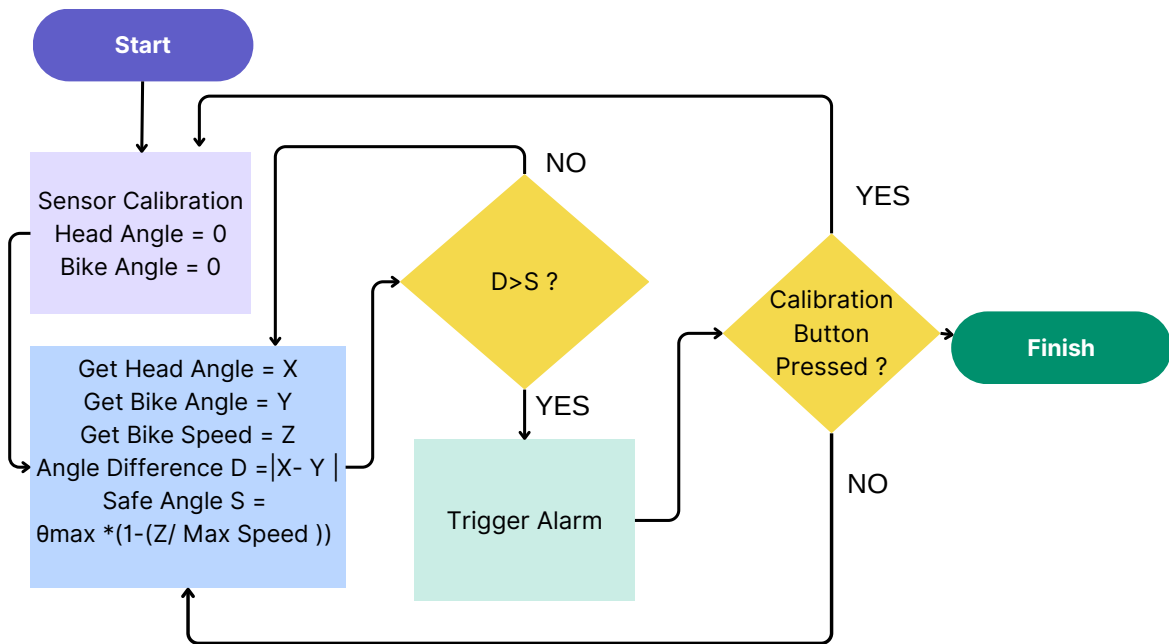 Start
Sensor Calibration
Head Angle = 0
Bike Angle = 0
Get Head Angle = X
Get Bike Angle = Y
Get Bike Speed = Z
Angle Difference D =|X- Y |
Safe Angle S =
θmax *(1-(Z/ Max Speed ))
NO
D>S ?
YES
Trigger Alarm
YES
Calibration
Button
Pressed ?
NO
Finish